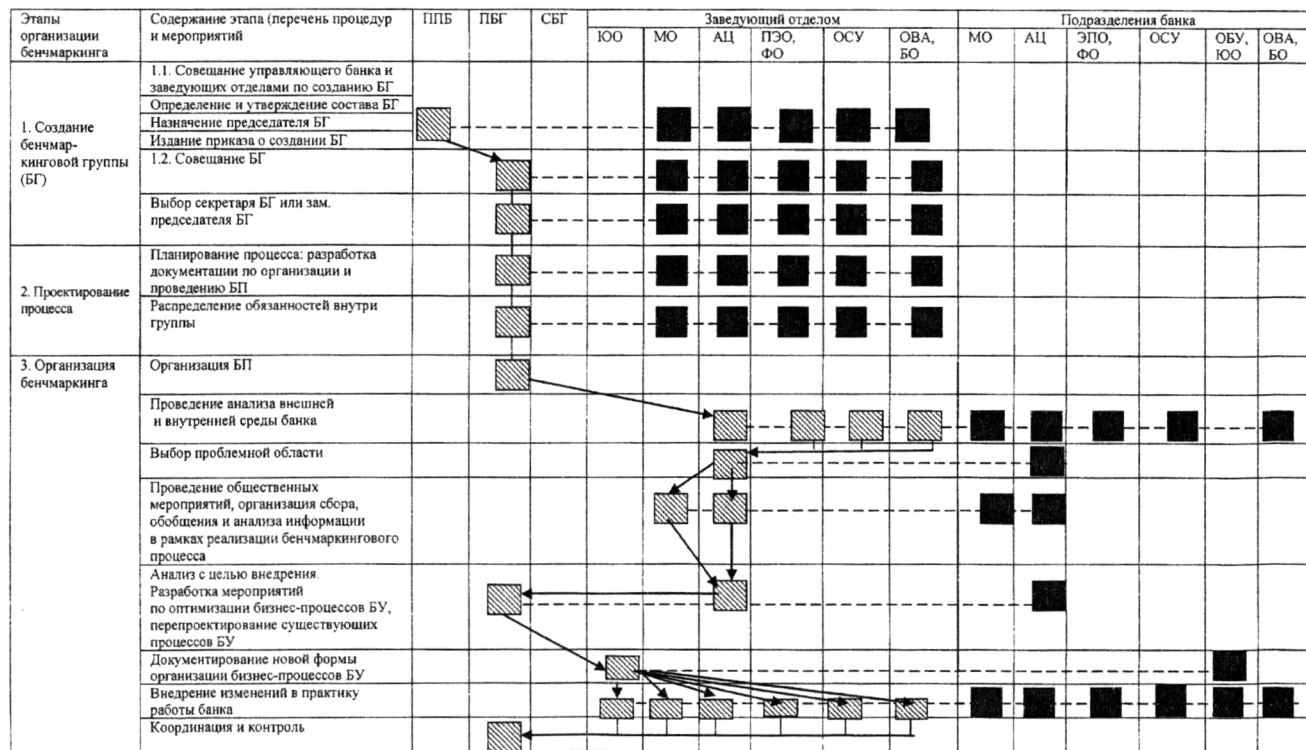 Этапы
организации
бенчмаркинга
Содержание этапа (перечень процедур
и мероприятий
ППБ
ПБГ
СБГ
Заведующий отделом
Подразделения банка
ЮО
МО
АЦ
ПЭО,
ФО
ОСУ
ОВА,
БО
МО
АЦ
ЭПО,
ФО
ОСУ
ОБУ,
ЮО
ОВА,
БО
1. Создание
бенчмар-
кинговой группы
(БГ)
1.1. Совещание управляющего банка и
заведующих отделами по созданию БГ
Определение и утверждение состава БГ
Назначение председателя БГ
Издание приказа о создании БГ
1.2. Совещание БГ
Выбор секретаря БГ или зам.
председателя БГ
2. Проектирование
процесса
Планирование процесса: разработка
документации по организации и
проведению БП
Распределение обязанностей внутри
группы
3. Организация
бенчмаркинга
Организация БП
Проведение анализа внешней
и внутренней среды банка
Выбор проблемной области
Проведение общественных
мероприятий, организация сбора,
обобщения и анализа информации
в рамках реализации бенчмаркингового
процесса
Анализ с целью внедрения.
Разработка мероприятий
по оптимизации бизнес-процессов БУ,
перепроектирование существующих
процессов БУ
Документирование новой формы
организации бизнес-процессов БУ
Внедрение изменений в практику
работы банка
Координация и контроль